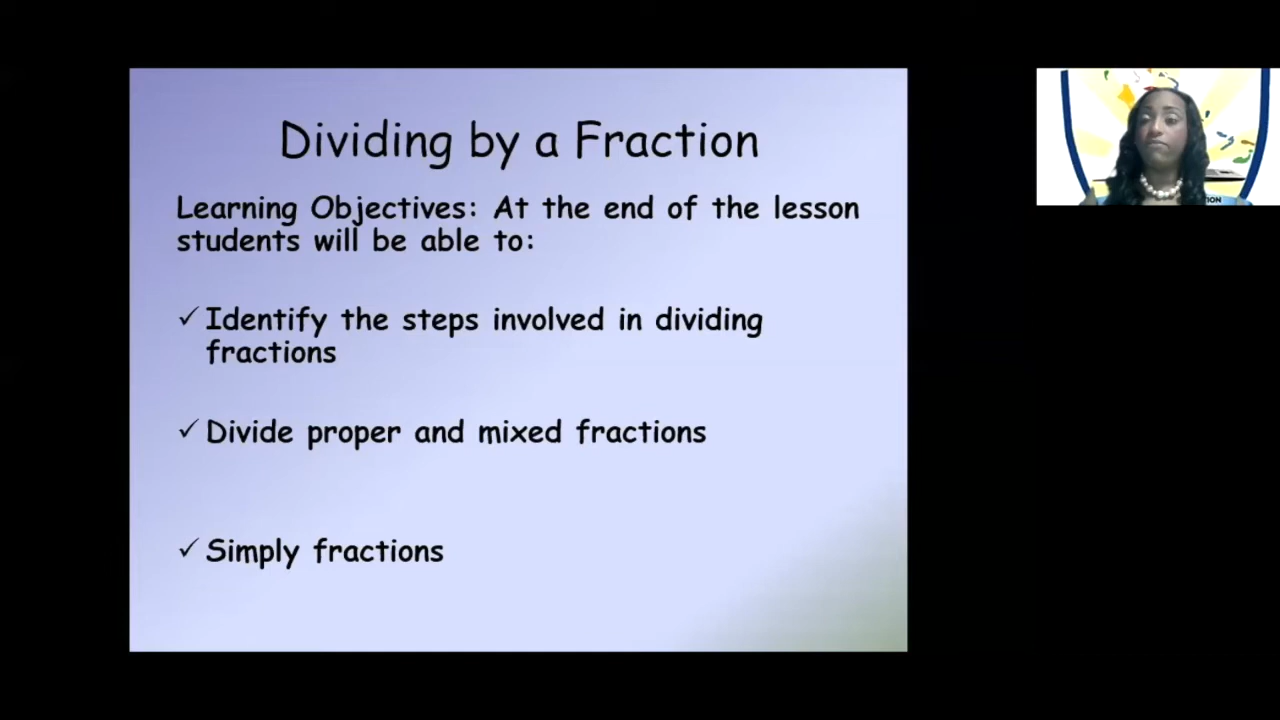 Dividing by a Fraction
Learning Objectives: At the end of the lesson
students will be able to:
✓ Identify the steps involved in dividing
fractions
✓ Divide proper and mixed fractions
✓ Simply fractions